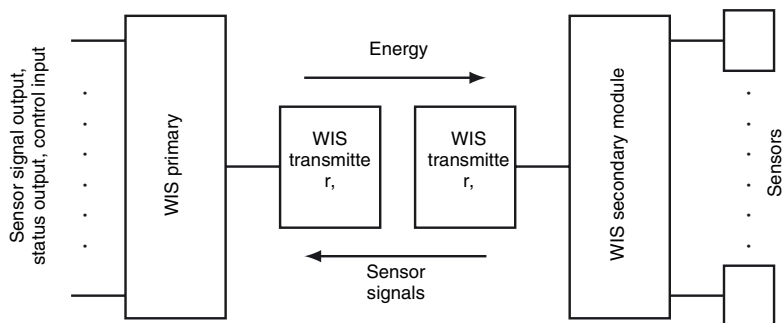 Sensor signal output,
status output, control input
WIS primary
Energy
WIS
transmitte
r,
WIS
transmitte
r,
Sensor
signals
WIS secondary module
Sensors